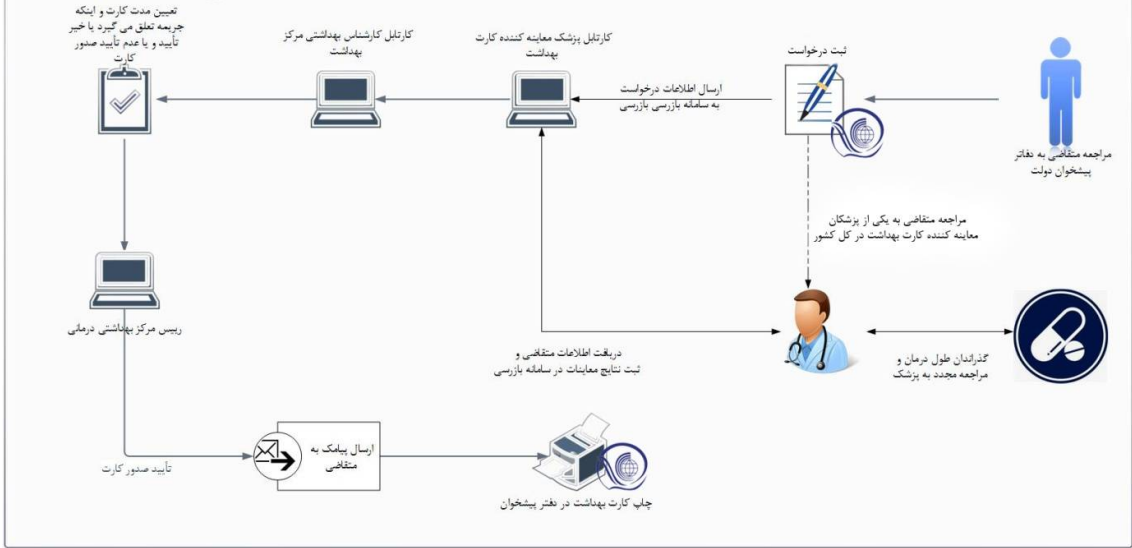 مراجعه متقاضی به دفاتر
پیشخوان دولت
ثبت درخواست
ارسال اطلاعات درخواست
به سامانه بازرسی بازرسی
کارتابل پزشک معاینه کننده کارت
بهداشت
کارتابل کارشناس بهداشتی مرکز
بهداشت
تعیین مدت کارت و اینکه
جریمه تعلق می گیرد یا خیر
تأیید و یا عدم تأیید صدور
کارت
مراجعه متقاضی به یکی از پزشکان
معاینه کننده کارت بهداشت در کل کشور
گذراندان طول درمان و
مراجعه مجدد به پزشک
دریافت اطلاعات متقاضی و
ثبت نتایج معاینات در سامانه بازرسی
رییس مرکز بهداشتی درمانی
تأیید صدور کارت
ارسال پیامک به
متقاضی
چاپ کارت بهداشت در دفتر پیشخوان